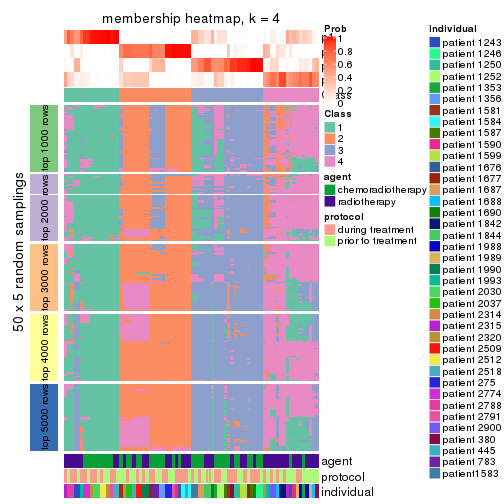 membership heatmap, k = 4
50 x 5 random samplings
top 1000 rows
top 2000 rows
top 3000 rows
top 4000 rows
top 5000 rows
Prob
1
0.8
0.6
0.4
0.2
0
Class
1
2
3
4
agent
chemoradiotherapy
radiotherapy
protocol
during treatment
prior to treatment
individual
patient 1243
patient 1246
patient 1250
patient 1252
patient 1353
patient 1356
patient 1581
patient 1584
patient 1587
patient 1590
patient 1599
patient 1676
patient 1677
patient 1687
patient 1688
patient 1690
patient 1842
patient 1844
patient 1988
patient 1989
patient 1990
patient 1993
patient 2030
patient 2037
patient 2314
patient 2315
patient 2320
patient 2509
patient 2512
patient 2518
patient 275
patient 2774
patient 2788
patient 2791
patient 2900
patient 380
patient 445
patient 783
patient1583
agent
protocol
individual